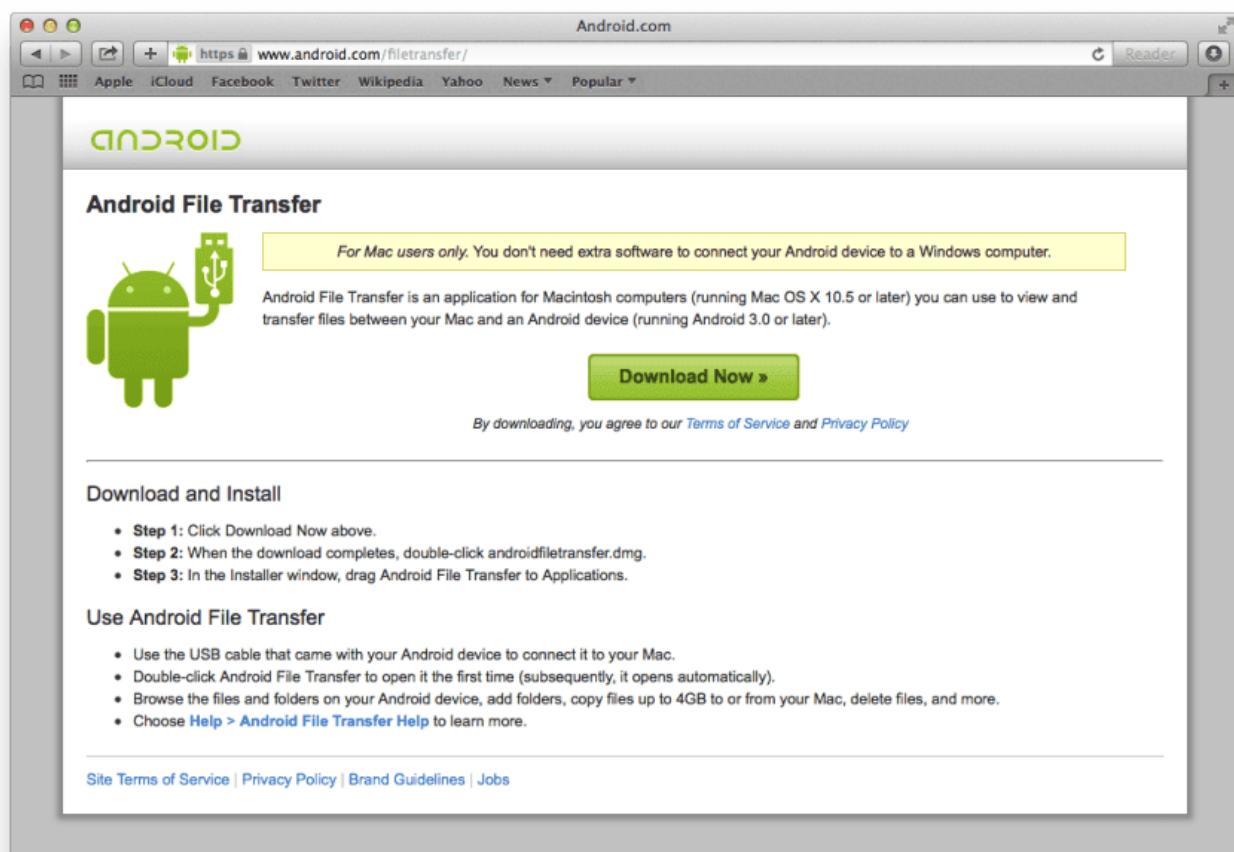 Android.com
https www.android.com/filetransfer/ Reader
Apple iCloud Facebook Twitter Wikipedia Yahoo News Popular
ANDROID
Android File Transfer
For Mac users only. You don't need extra software to connect your Android device to a Windows computer.
Android File Transfer is an application for Macintosh computers (running Mac OS X 10.5 or later) you can use to view and
transfer files between your Mac and an Android device (running Android 3.0 or later).
Download Now »
By downloading, you agree to our Terms of Service and Privacy Policy
Download and Install
• Step 1: Click Download Now above.
• Step 2: When the download completes, double-click androidfiletransfer.dmg.
• Step 3: In the Installer window, drag Android File Transfer to Applications.
Use Android File Transfer
• Use the USB cable that came with your Android device to connect it to your Mac.
• Double-click Android File Transfer to open it the first time (subsequently, it opens automatically).
• Browse the files and folders on your Android device, add folders, copy files up to 4GB to or from your Mac, delete files, and more.
• Choose Help > Android File Transfer Help to learn more.
Site Terms of Service | Privacy Policy | Brand Guidelines | Jobs